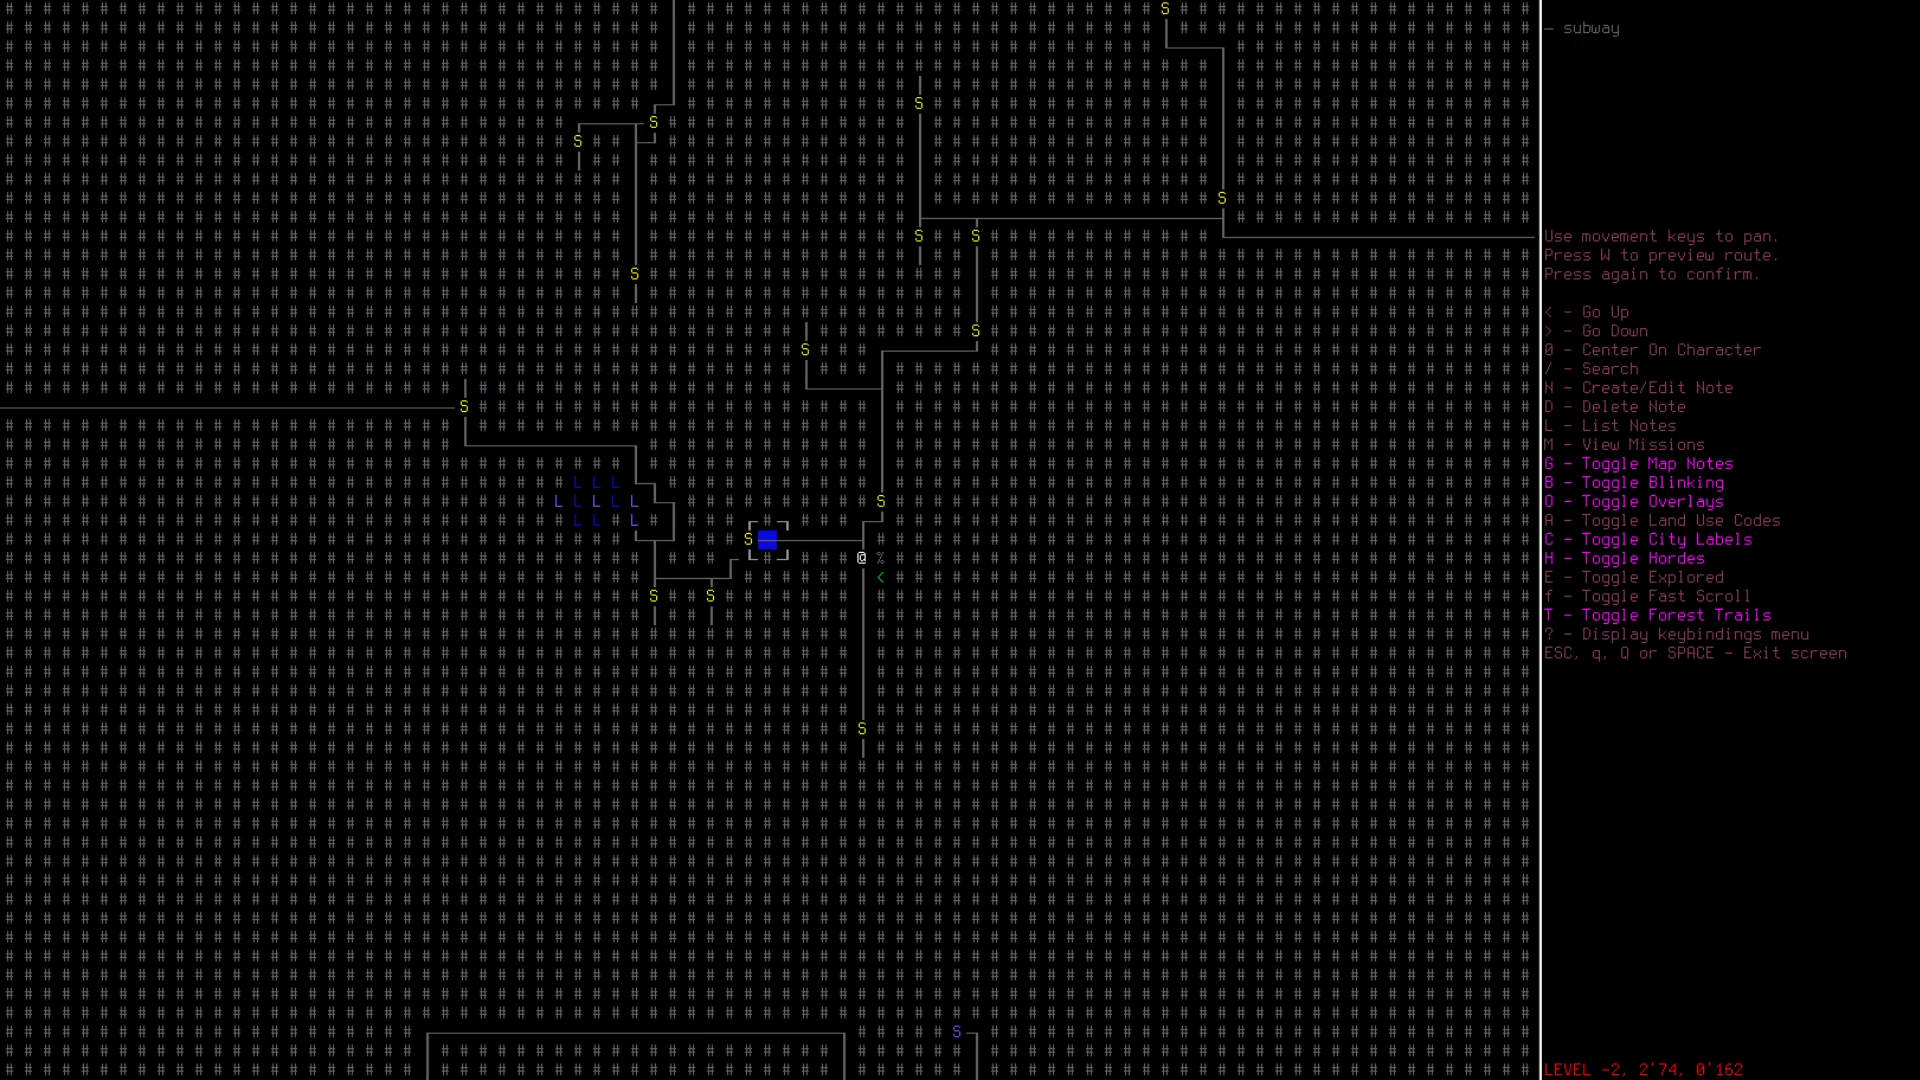 — subway
Use movement keys to pan.
Press W to preview route.
Press again to confirm.
< - Go Up
> - Go Down
0 - Center On Character
/ - Search
N - Create/Edit Note
D - Delete Note
L - List Notes
M - View Missions
G - Toggle Map Notes
B - Toggle Blinking
O - Toggle Overlays
A - Toggle Land Use Codes
C - Toggle City Labels
H - Toggle Hordes
E - Toggle Explored
f - Toggle Fast Scroll
T - Toggle Forest Trails
? - Display keybindings menu
ESC, q, Q or SPACE - Exit screen
LEVEL -2, 2'74, 0'162